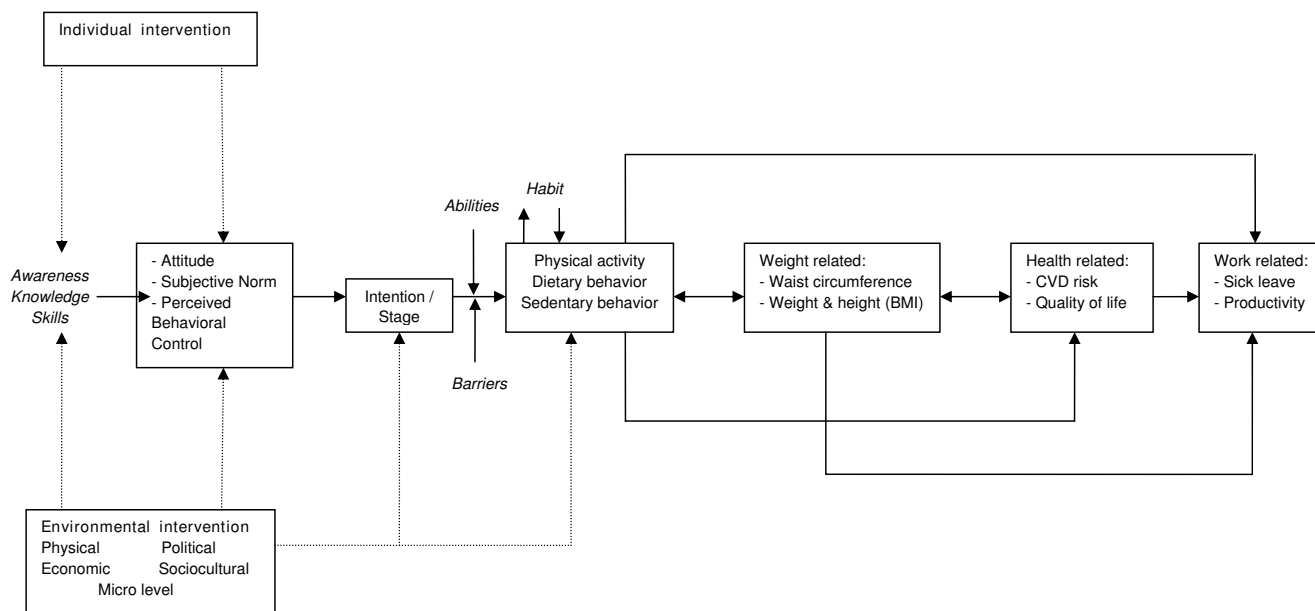 Individual intervention
Habit
Abilities
Awareness
Knowledge
Skills
- Attitude
- Subjective Norm
- Perceived
Behavioral
Control
Intention /
Stage
Physical activity
Dietary behavior
Sedentary behavior
Weight related:
- Waist circumference
- Weight & height (BMI)
Health related:
- CVD risk
- Quality of life
Work related:
- Sick leave
- Productivity
Barriers
Environmental intervention
Physical Political
Economic Sociocultural
Micro level